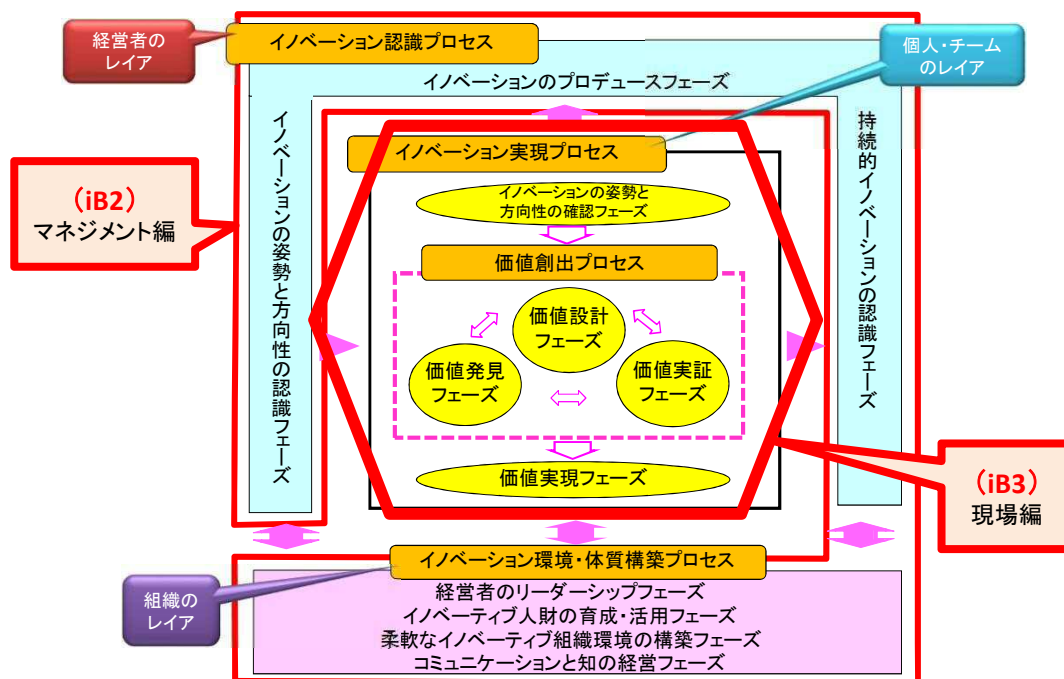 経営者の
レイア
イノベーション認識プロセス
個人・チーム
のレイア
イノベーションのプロデュースフェーズ
イノベーションの姿勢と方向性の認識フェーズ
持続的イノベーションの認識フェーズ
(iB2)
マネジメント編
イノベーション実現プロセス
イノベーションの姿勢と
方向性の確認フェーズ
価値創出プロセス
価値設計
フェーズ
価値発見
フェーズ
価値実証
フェーズ
価値実現フェーズ
(iB3)
現場編
イノベーション環境・体質構築プロセス
組織の
レイア
経営者のリーダーシップフェーズ
イノベーティブ人財の育成・活用フェーズ
柔軟なイノベーティブ組織環境の構築フェーズ
コミュニケーションと知の経営フェーズ